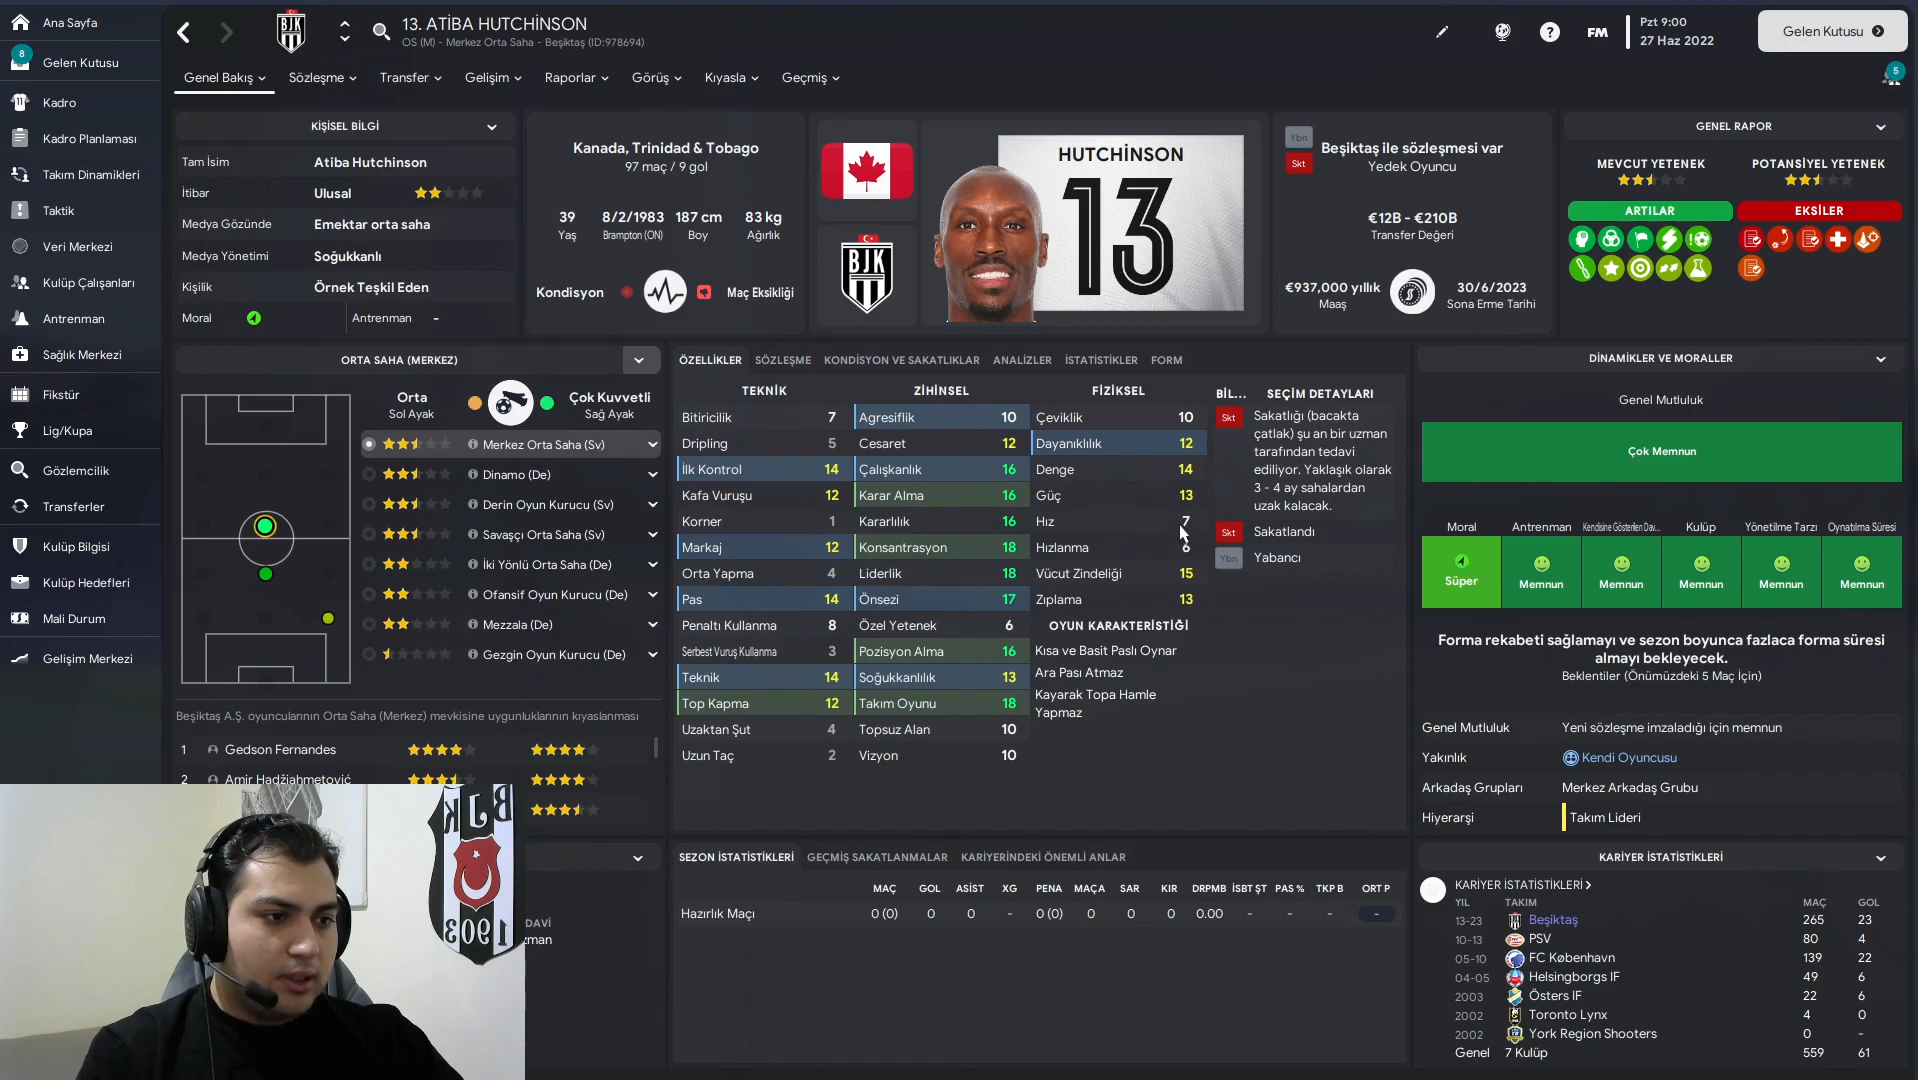 Ana Sayfa
8
Gelen Kutusu
Kadro
Kadro Planlaması
Takım Dinamikleri
Taktik
Veri Merkezi
Kulüp Çalışanları
Antrenman
Sağlık Merkezi
Fikstür
Lig/Kupa
Gözlemcilik
Transferler
Kulüp Bilgisi
Kulüp Hedefleri
Mali Durum
Gelişim Merkezi
BJK
13. ATİBA HUTCHİNSON
OS (M) - Merkez Orta Saha - Beşiktaş (ID:978694)
?
FM
Pzt 9:00
27 Haz 2022
Gelen Kutusu
Genel Bakış
Sözleşme
Transfer
Gelişim
Raporlar
Görüş
Kıyasla
Geçmiş
5
KİŞİSEL BİLGİ
Tam İsim Atiba Hutchinson
İtibar Ulusal
Medya Gözünde Emektar orta saha
Medya Yönetimi Soğukkanlı
Kişilik Örnek Teşkil Eden
Moral
Antrenman -
Kanada, Trinidad & Tobago
97 maç / 9 gol
39 8/2/1983 187 cm 83 kg
Yaş Brampton (ON) Boy Ağırlık
Kondisyon
Maç Eksikliği
BJK
HUTCHİNSON
13
Ybn
Skt
Beşiktaş ile sözleşmesi var
Yedek Oyuncu
€12B - €210B
Transfer Değeri
€937,000 yıllık
Maaş
30/6/2023
Sona Erme Tarihi
GENEL RAPOR
MEVCUT YETENEK
POTANSİYEL YETENEK
ARTILAR
EKSİLER
ORTA SAHA (MERKEZ)
Orta
Sol Ayak
Çok Kuvvetli
Sağ Ayak
Merkez Orta Saha (Sv)
Dinamo (De)
Derin Oyun Kurucu (Sv)
Savaşçı Orta Saha (Sv)
İki Yönlü Orta Saha (De)
Ofansif Oyun Kurucu (De)
Mezzala (De)
Gezgin Oyun Kurucu (De)
Beşiktaş A.Ş. oyuncularının Orta Saha (Merkez) mevkisine uygunluklarının kıyaslanması
1 Gedson Fernandes
2 Amir Hadžiahmetović
BJK
1903
DAVİ
zman
ÖZELLİKLER
SÖZLEŞME
KONDİSYON VE SAKATLIKLAR
ANALİZLER
İSTATİSTİKLER
FORM
TEKNİK
Bitiricilik 7
Dripling 5
İlk Kontrol 14
Kafa Vuruşu 12
Korner 1
Markaj 12
Orta Yapma 4
Pas 14
Penaltı Kullanma 8
Serbest Vuruş Kullanma 3
Teknik 14
Top Kapma 12
Uzaktan Şut 4
Uzun Taç 2
ZİHİNSEL
Agresiflik 10
Cesaret 12
Çalışkanlık 16
Karar Alma 16
Kararlılık 16
Konsantrasyon 18
Liderlik 18
Önsezi 17
Özel Yetenek 6
Pozisyon Alma 16
Soğukkanlılık 13
Takım Oyunu 18
Topsuz Alan 10
Vizyon 10
FİZİKSEL
Çeviklik 10
Dayanıklılık 12
Denge 14
Güç 13
Hız 7
Hızlanma 6
Vücut Zindeliği 15
Zıplama 13
OYUN KARAKTERİSTİĞİ
Kısa ve Basit Paslı Oynar
Ara Pası Atmaz
Kayarak Topa Hamle
Yapmaz
BİL... SEÇİM DETAYLARI
Skt Sakatlığı (bacakta
çatlak) şu an bir uzman
tarafından tedavi
ediliyor. Yaklaşık olarak
3 - 4 ay sahalardan
uzak kalacak.
Skt Sakatlandı
Ybn Yabancı
SEZON İSTATİSTİKLERİ
GEÇMİŞ SAKATLANMALAR
KARİYERİNDEKİ ÖNEMLİ ANLAR
MAÇ GOL ASİST XG PENA MAÇA SAR KIR DRPMB İSBT ŞT PAS % TKP B ORT P
Hazırlık Maçı 0 (0) 0 0 - 0 (0) 0 0 0 0.00 - - - -
DİNAMİKLER VE MORALLER
Genel Mutluluk
Çok Memnun
Moral Antrenman Kendisine Gösterilen Dav... Kulüp Yönetilme Tarzı Oynatılma Süresi
Süper Memnun Memnun Memnun Memnun Memnun
Forma rekabeti sağlamayı ve sezon boyunca fazlaca forma süresi
almayı bekleyecek.
Beklentiler (Önümüzdeki 5 Maç İçin)
Genel Mutluluk Yeni sözleşme imzaladığı için memnun
Yakınlık Kendi Oyuncusu
Arkadaş Grupları Merkez Arkadaş Grubu
Hiyerarşi Takım Lideri
KARİYER İSTATİSTİKLERİ
KARİYER İSTATİSTİKLERİ
YIL TAKIM MAÇ GOL
13-23 Beşiktaş 265 23
10-13 PSV 80 4
05-10 FC København 139 22
04-05 Helsingborgs IF 49 6
2003 Östers IF 22 6
2002 Toronto Lynx 4 0
2002 York Region Shooters 0 -
Genel 7 Kulüp 559 61